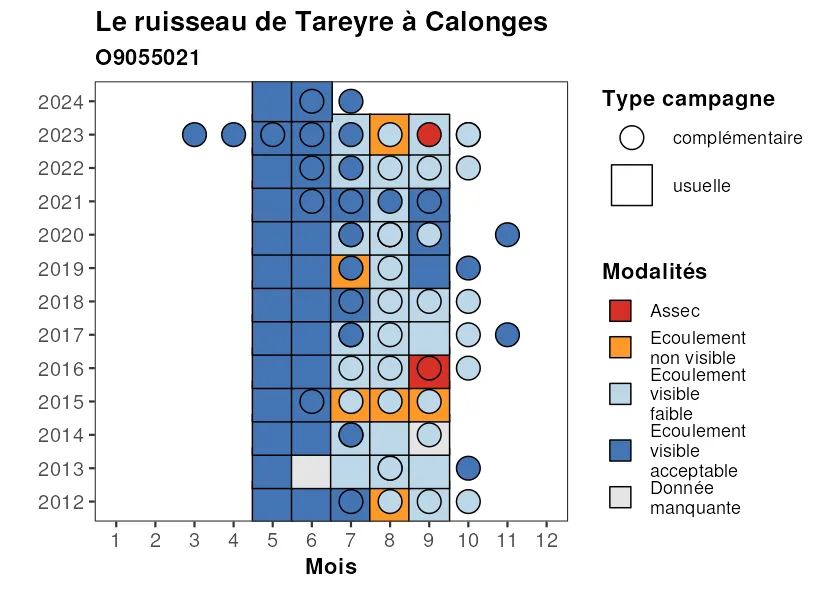 Le ruisseau de Tareyre à Calonges
O9055021
2024
2023
2022
2021
2020
2019
2018
2017
2016
2015
2014
2013
2012
1 2 3 4 5 6 7 8 9 10 11 12
Mois
Type campagne
complémentaire
usuelle
Modalités
Assec
Ecoulement
non visible
Ecoulement
visible
faible
Ecoulement
visible
acceptable
Donnée
manquante